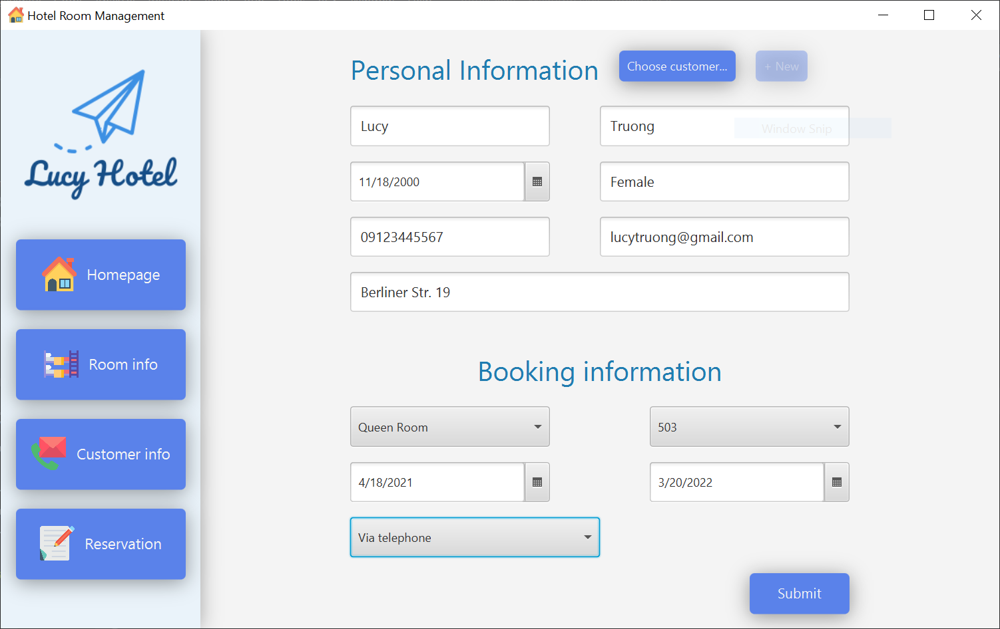 Hotel Room Management
Lucy Hotel
Homepage
Room info
Customer info
Reservation
Personal Information
Choose customer...
+ New
Lucy
Truong
Window Snip
11/18/2000
Female
09123445567
lucytruong@gmail.com
Berliner Str. 19
Booking information
Queen Room
503
4/18/2021
3/20/2022
Via telephone
Submit